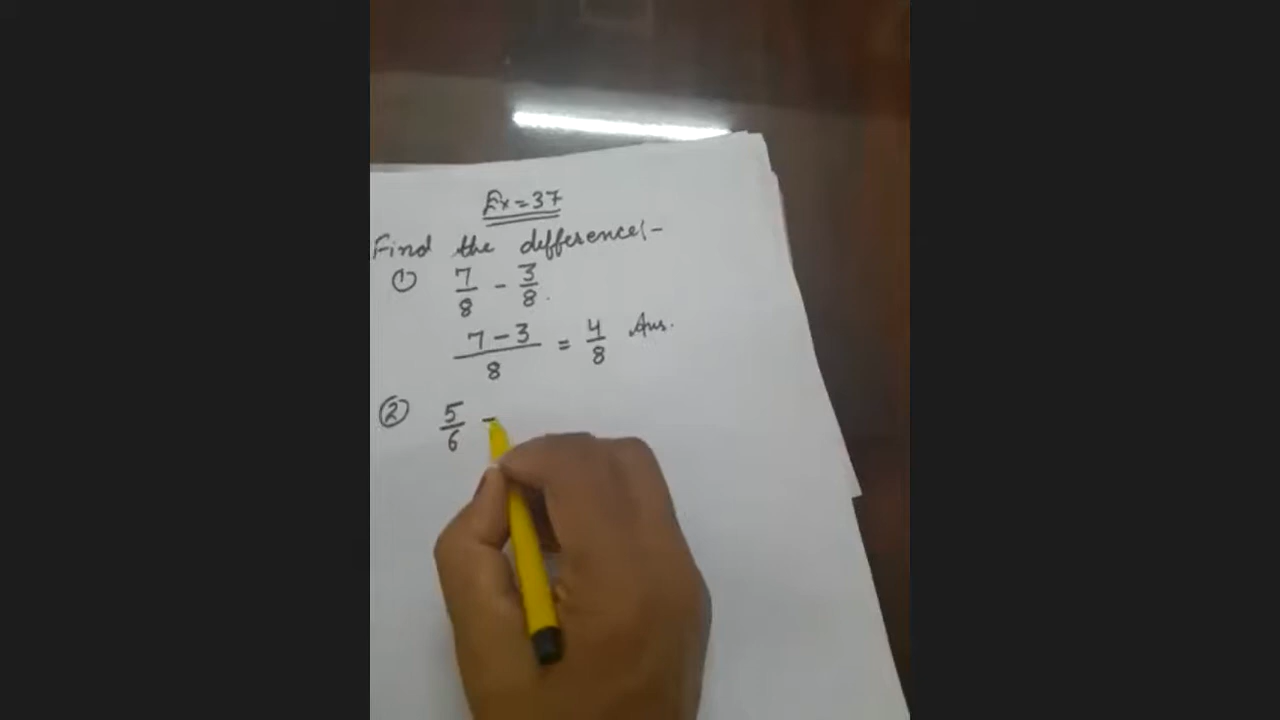 Ex = 37
Find the difference:-
① 7/8 - 3/8.
7 - 3/8 = 4/8 Ans.
② 5/6 -